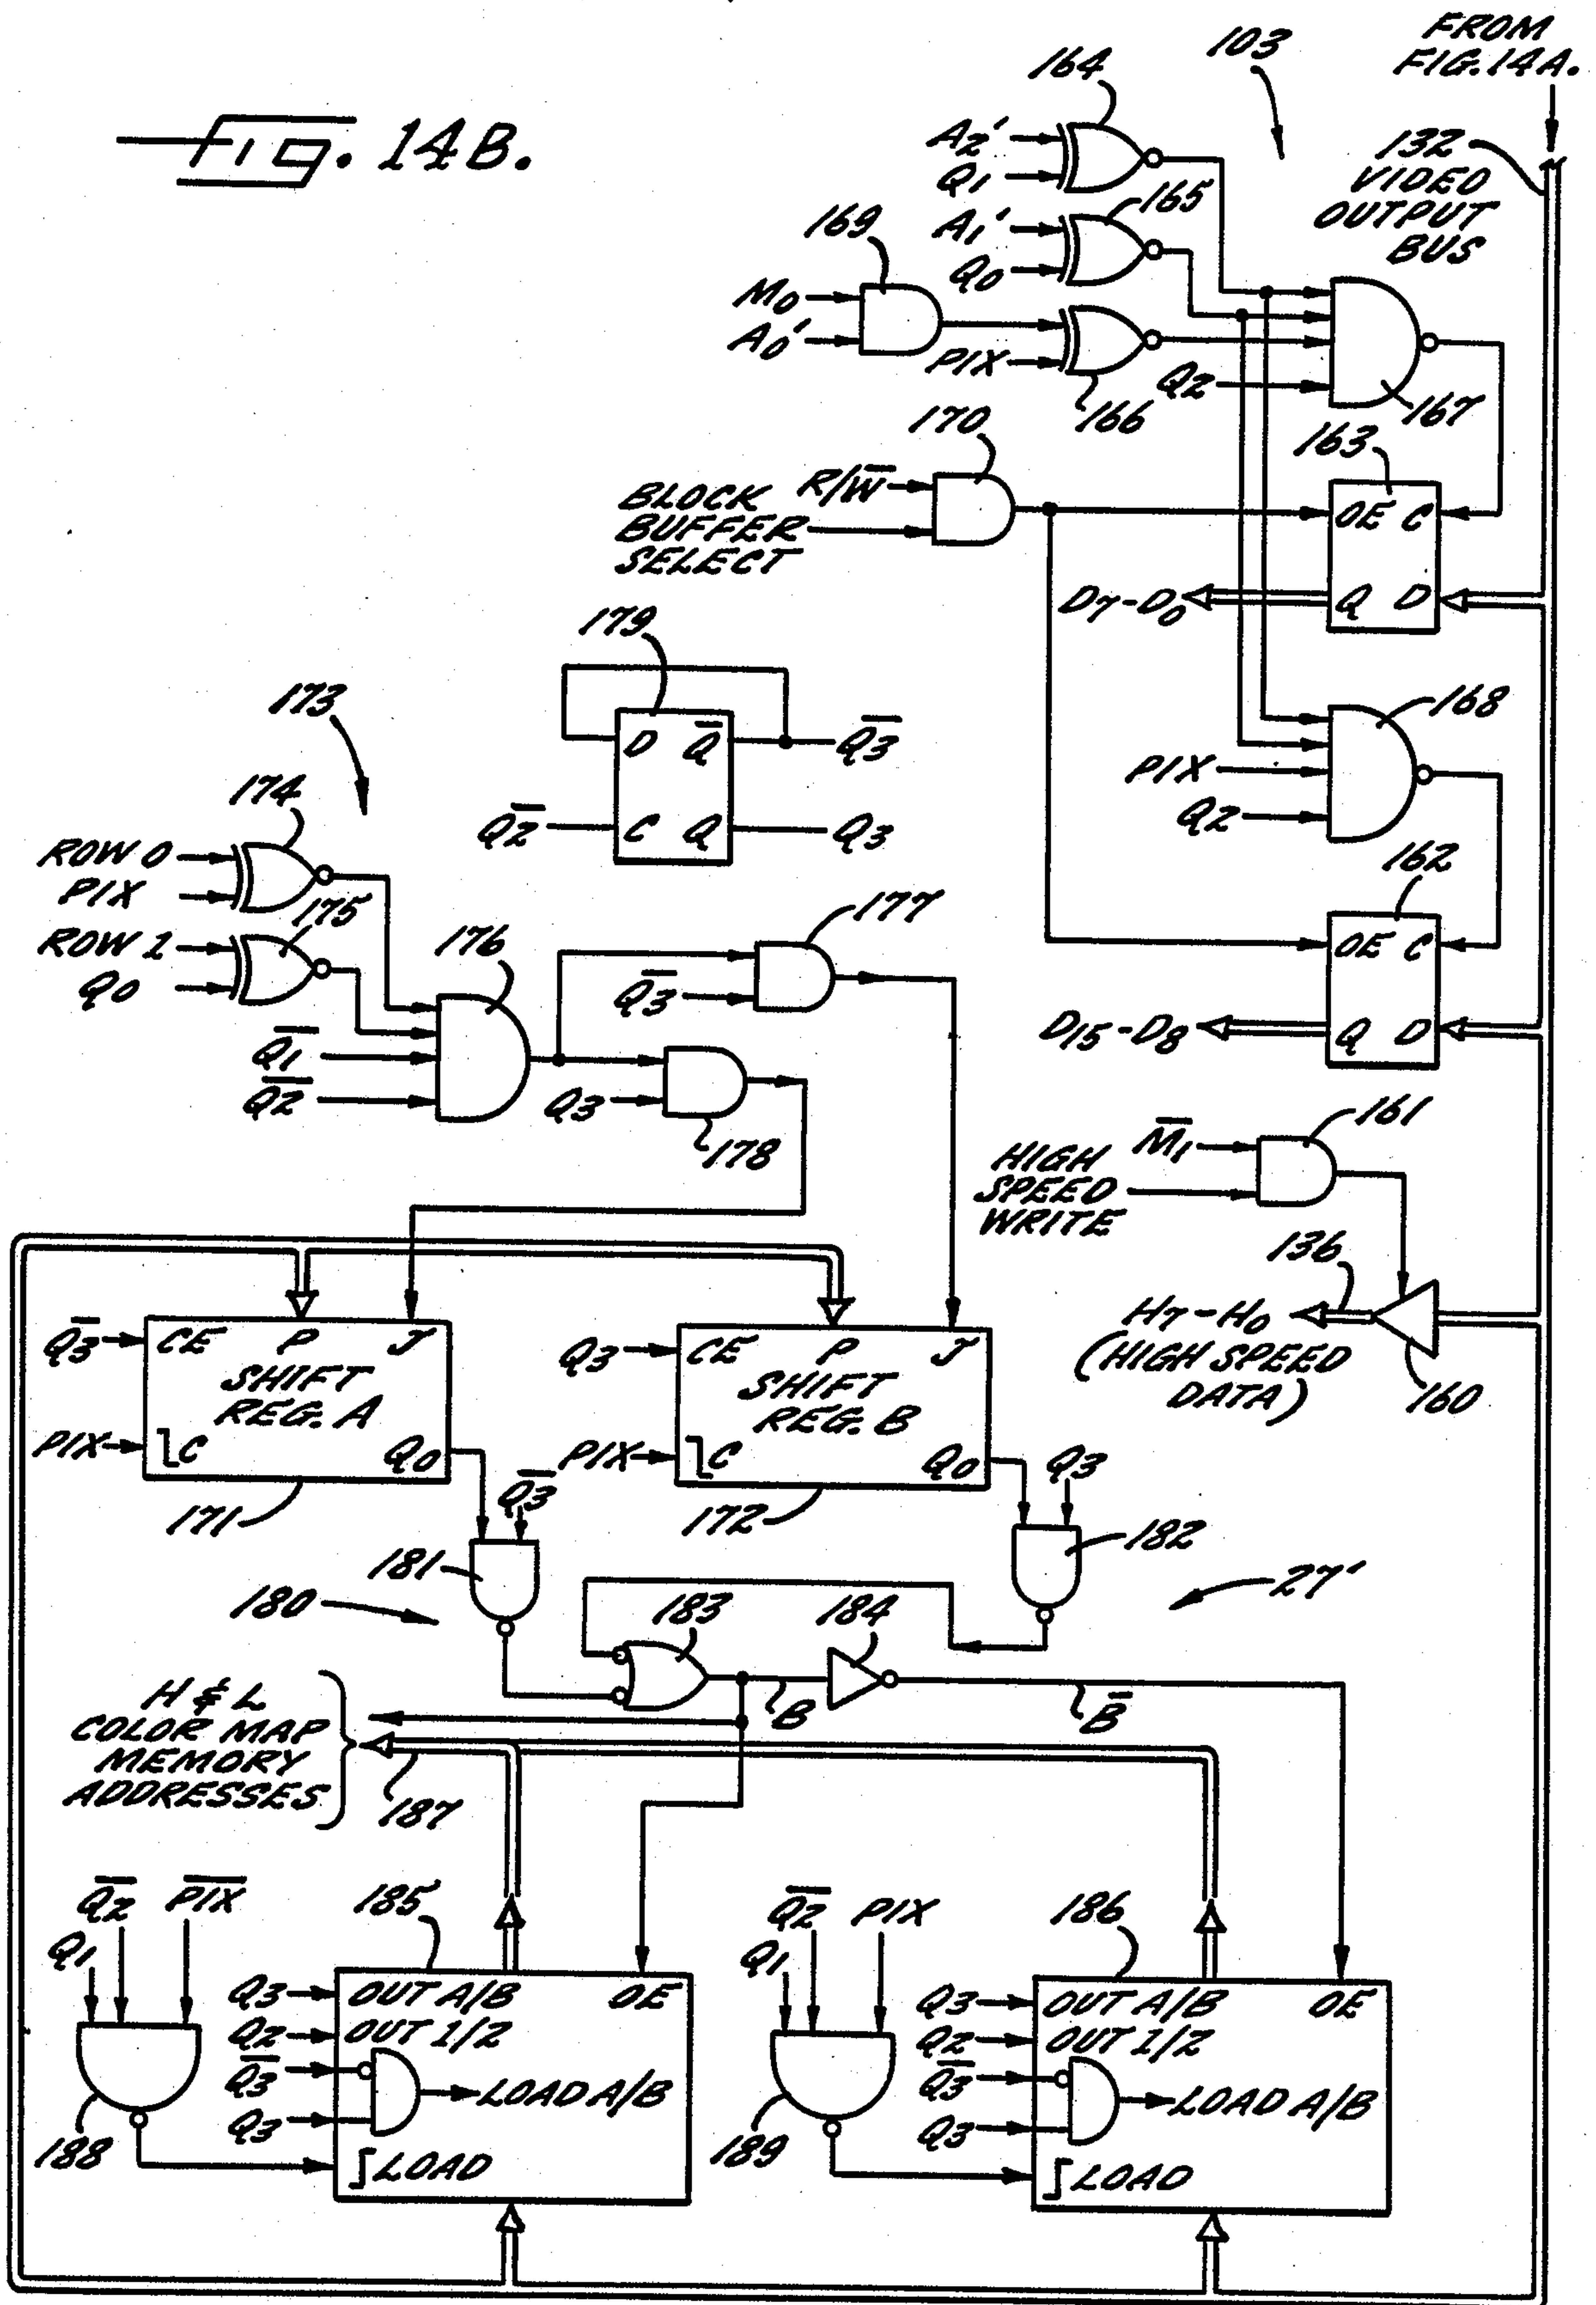 Fig. 14B.
FROM
FIG. 14A.
103
164
132
VIDEO
OUTPUT
BUS
A2'
Q1
165
169
A1'
Q0
M0
A0'
PIX
166
Q2
167
170
163
R/W̅
BLOCK
BUFFER
SELECT
OE C
D7-D0
Q D
179
173
D Q̅
Q̅3̅
168
174
PIX
Q2
Q̅2̅
C Q
Q3
ROW 0
PIX
162
175
177
ROW 1
Q0
176
OE C
Q̅3̅
Q̅1̅
D15-D8
Q D
Q̅2̅
Q3
178
M̅1
161
HIGH
SPEED
WRITE
136
Q̅3̅
CE P J
SHIFT
REG. A
Q3
CE P J
SHIFT
REG. B
H7-H0
(HIGH SPEED
DATA)
160
PIX
C
Q0
PIX
C
Q0
Q3
171
Q̅3̅
172
182
181
27'
180
183
184
H & L
COLOR MAP
MEMORY
ADDRESSES
B
B̅
187
Q̅2̅
P̅I̅X̅
185
Q̅2̅
PIX
186
Q1
Q1
Q3
OUT A/B OE
Q3
OUT A/B OE
Q2
OUT 1/2
Q2
OUT 1/2
Q̅3̅
LOAD A/B
Q̅3̅
LOAD A/B
Q3
Q3
188
LOAD
189
LOAD